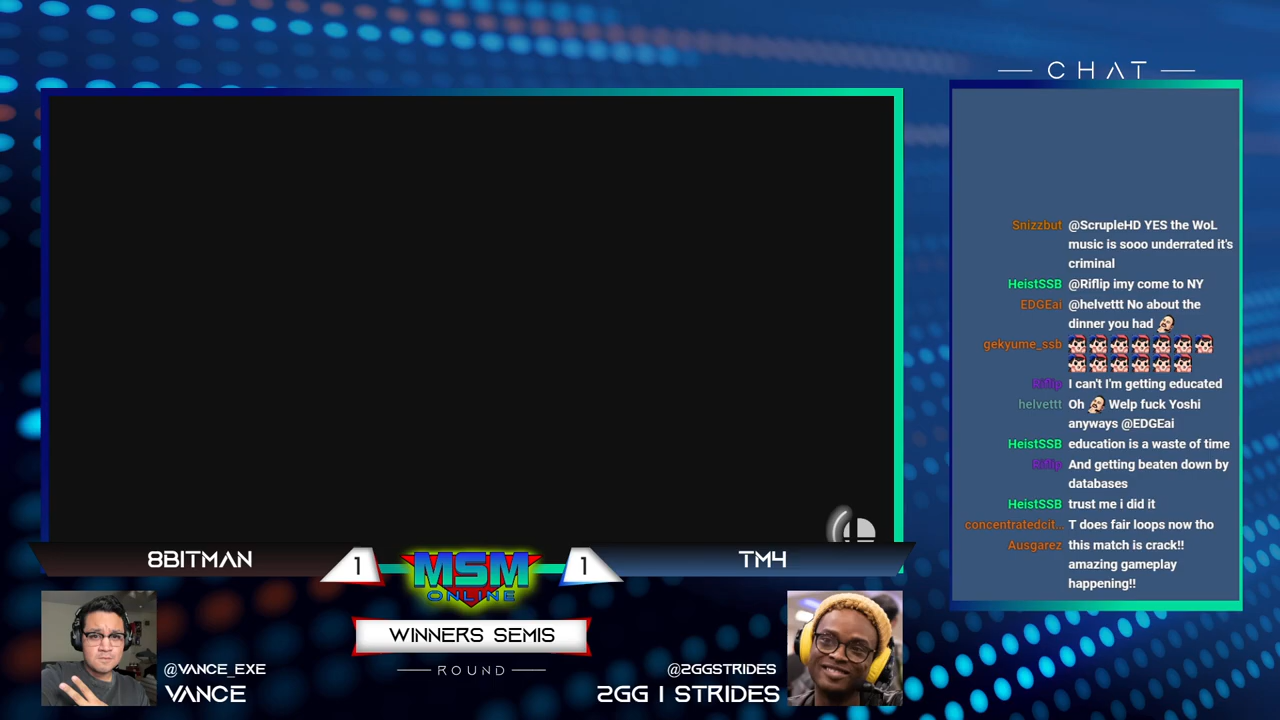 CHAT
Snizzbut @ScrupleHD YES the WoL
music is sooo underrated it's
criminal
HeistSSB @Riflip imy come to NY
EDGEai @helvettt No about the
dinner you had
gekyume_ssb
Riflip I can't I'm getting educated
helvettt Oh Welp fuck Yoshi
anyways @EDGEai
HeistSSB education is a waste of time
Riflip And getting beaten down by
databases
HeistSSB trust me i did it
concentratedcit... T does fair loops now tho
Ausgarez this match is crack!!
amazing gameplay
happening!!
8BITMAN 1 MSM 1 TM4
ONLINE
WINNERS SEMIS
ROUND
@VANCE_EXE
VANCE
@2GGSTRIDES
2GG | STRIDES